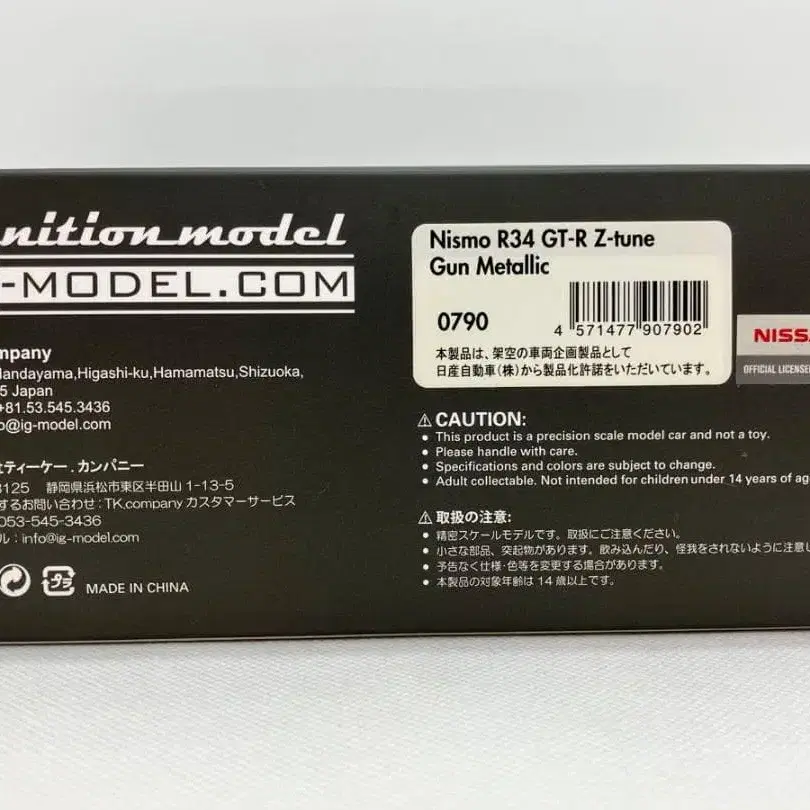 nition model
-MODEL.COM
mpany
Handayama,Higashi-ku,Hamamatsu,Shizuoka,
5 Japan
+81.53.545.3436
o@ig-model.com
ティーケー.カンパニー
8125 静岡県浜松市東区半田山 1-13-5
するお問い合わせ:TK.company カスタマーサービス
053-545-3436
ル:info@ig-model.com
プラ
MADE IN CHINA
Nismo R34 GT-R Z-tune
Gun Metallic
0790
4 571477 907902
本製品は、架空の車両企画製品として
日産自動車(株)から製品化許諾をいただいています。
NISSA
OFFICIAL LICENSE
⚠CAUTION:
• This product is a precision scale model car and not a toy.
• Please handle with care.
• Specifications and colors are subject to change.
• Adult collectable. Not intended for children under 14 years of ag
⚠取扱の注意:
• 精密スケールモデルです。取扱にご注意ください。
• 小さな部品、突起物があります。飲み込んだり、怪我をされないように注意し
• 予告なく仕様・色等を変更する場合があります。
• 本製品の対象年齢は 14 歳以上です。